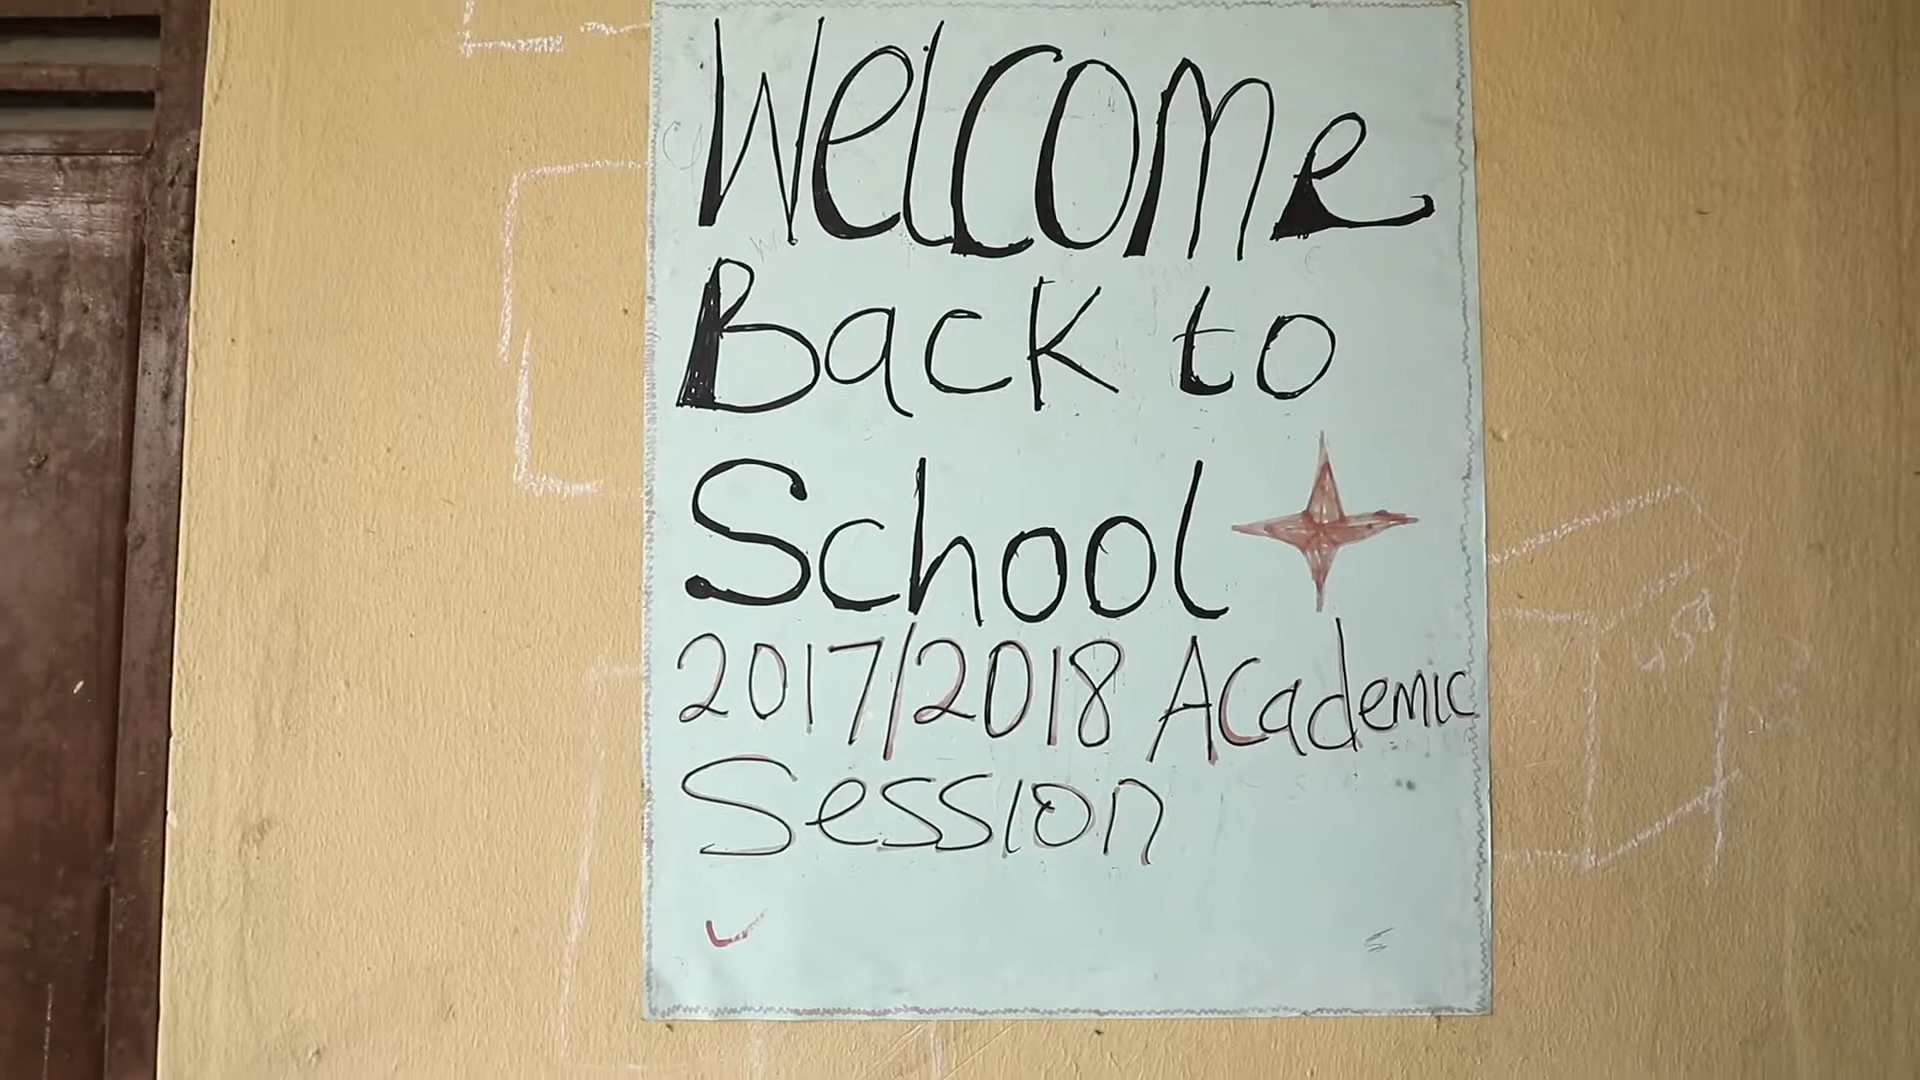 Welcome
Back to
School
2017/2018 Academic
Session